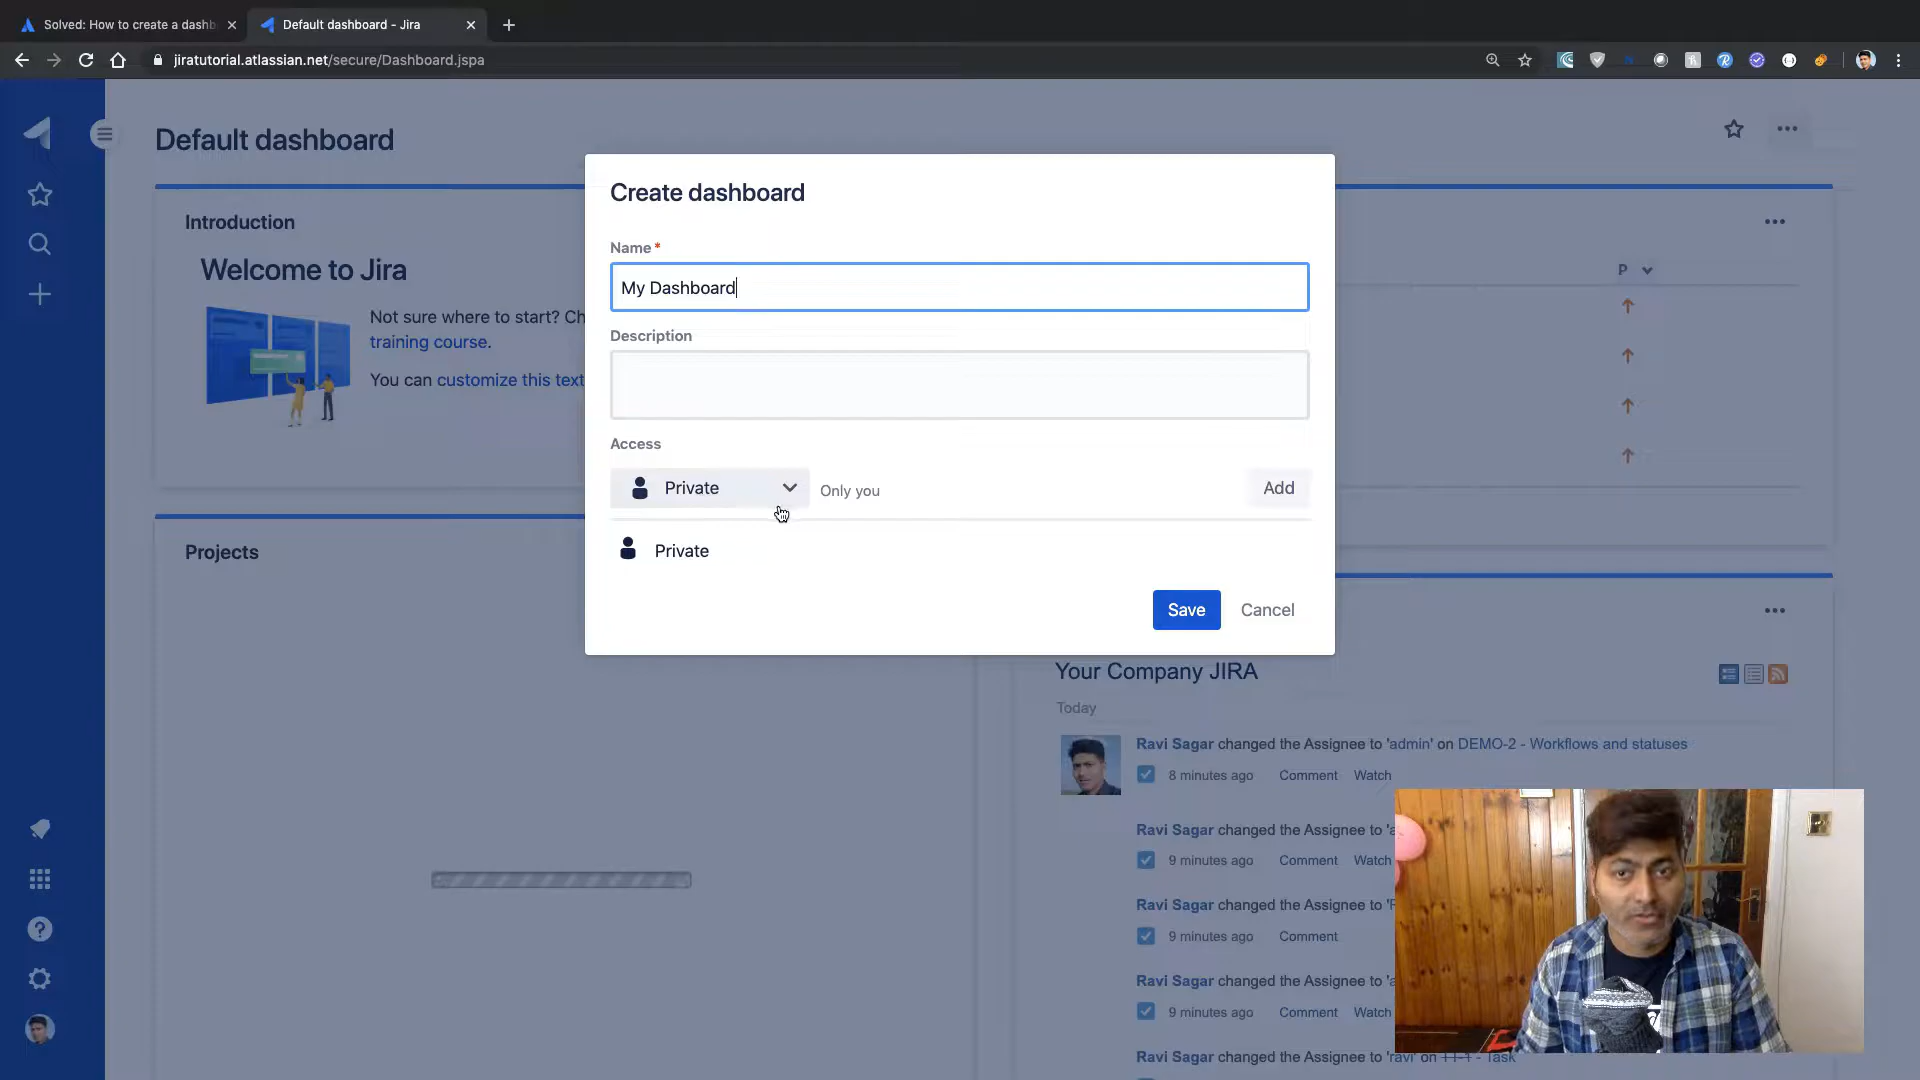 Solved: How to create a dashb
Default dashboard - Jira
jiratutorial.atlassian.net/secure/Dashboard.jspa
Default dashboard
Introduction
Welcome to Jira
Not sure where to start? Ch
training course.
You can customize this text
Projects
Create dashboard
Name *
My Dashboard
Description
Access
Private
Only you
Add
Private
Save
Cancel
P
Your Company JIRA
Today
Ravi Sagar changed the Assignee to 'admin' on DEMO-2 - Workflows and statuses
8 minutes ago Comment Watch
Ravi Sagar changed the Assignee to 'a
9 minutes ago Comment Watch
Ravi Sagar changed the Assignee to 'F
9 minutes ago Comment
Ravi Sagar changed the Assignee to 'a
9 minutes ago Comment Watch
Ravi Sagar changed the Assignee to 'ravi' on TT-1 - Task